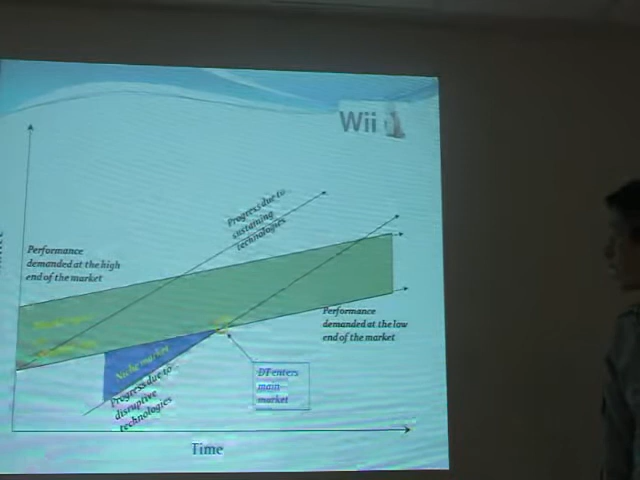 Wii
Progress due to
sustaining
technologies
Performance
demanded at the high
end of the market
Performance
demanded at the low
end of the market
Niche market
Progress due to
disruptive
technologies
DT enters
main
market
Time